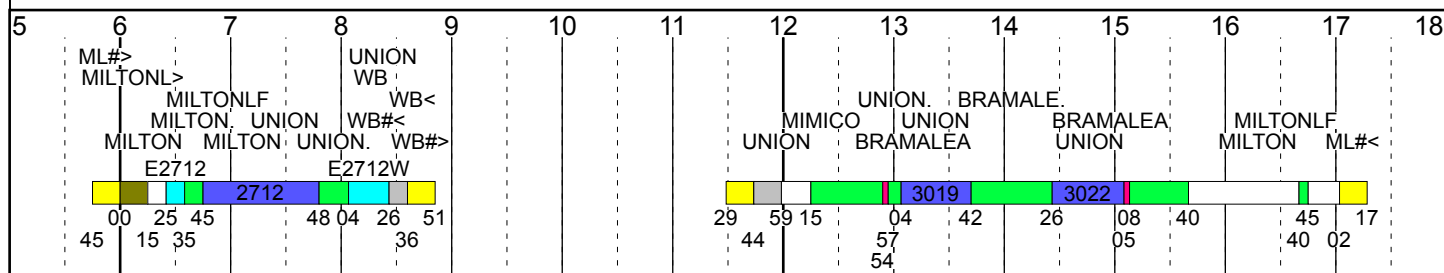 5 6 7 8 9 10 11 12 13 14 15 16 17 18
ML#> UNION
MILTONL> WB
MILTONLF WB< UNION. BRAMALE.
MILTON. UNION WB#< MIMICO UNION BRAMALEA MILTONLF
MILTON MILTON UNION. WB#> UNION BRAMALEA UNION MILTON ML#<
E2712 E2712W
2712 3019 3022
00 25 45 48 04 26 51 29 59 15 04 42 26 08 40 45 17
45 15 35 36 44 57 05 40 02
54